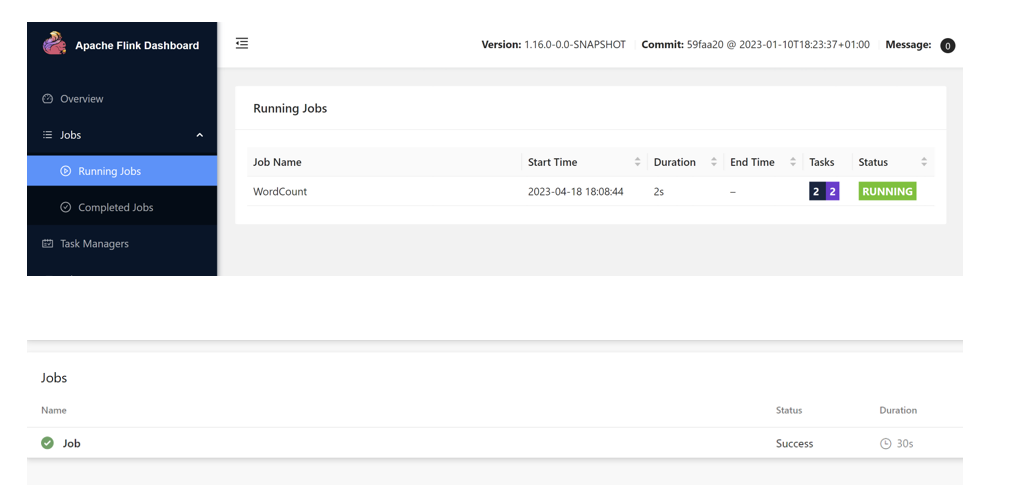 Apache Flink Dashboard
Version: 1.16.0-0.0-SNAPSHOT Commit: 59faa20 @ 2023-01-10T18:23:37+01:00 Message: 0
Overview
Jobs
Running Jobs
Completed Jobs
Task Managers
Running Jobs
Job Name Start Time Duration End Time Tasks Status
WordCount 2023-04-18 18:08:44 2s – 2 2 RUNNING
Jobs
Name Status Duration
Job Success 30s